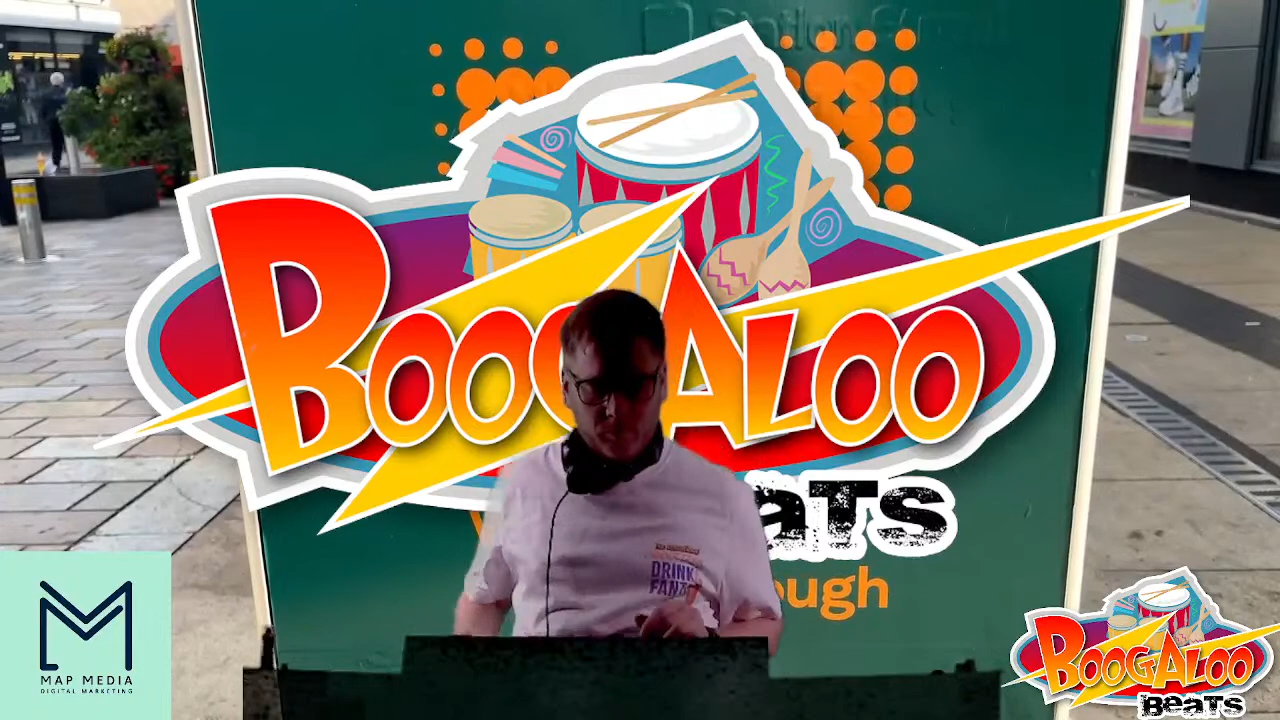 BOOGALOO
eaTs
ough
DRINK
FANT
MAP MEDIA
DIGITAL MARKETING
BOOGALOO
BeaTs